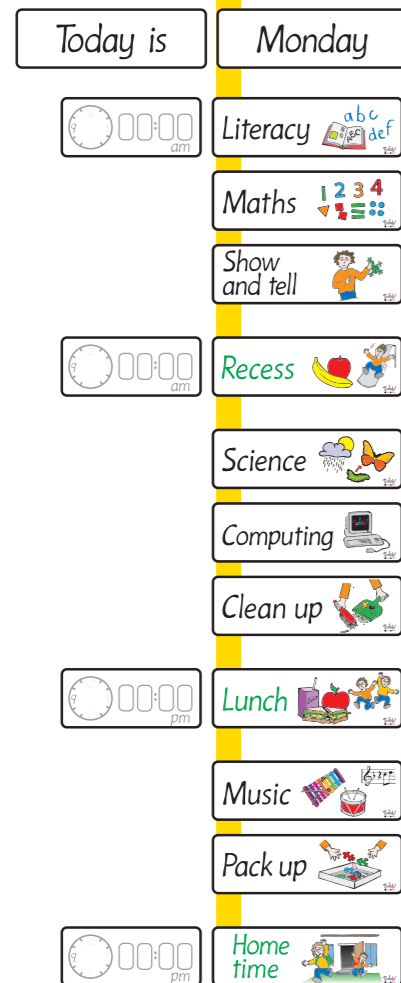 Today is
Monday
00:00
am
Literacy
abc
def
ABC
Maths
1 2 3 4
Show
and tell
00:00
am
Recess
Science
Computing
Clean up
00:00
pm
Lunch
Music
Pack up
00:00
pm
Home
time